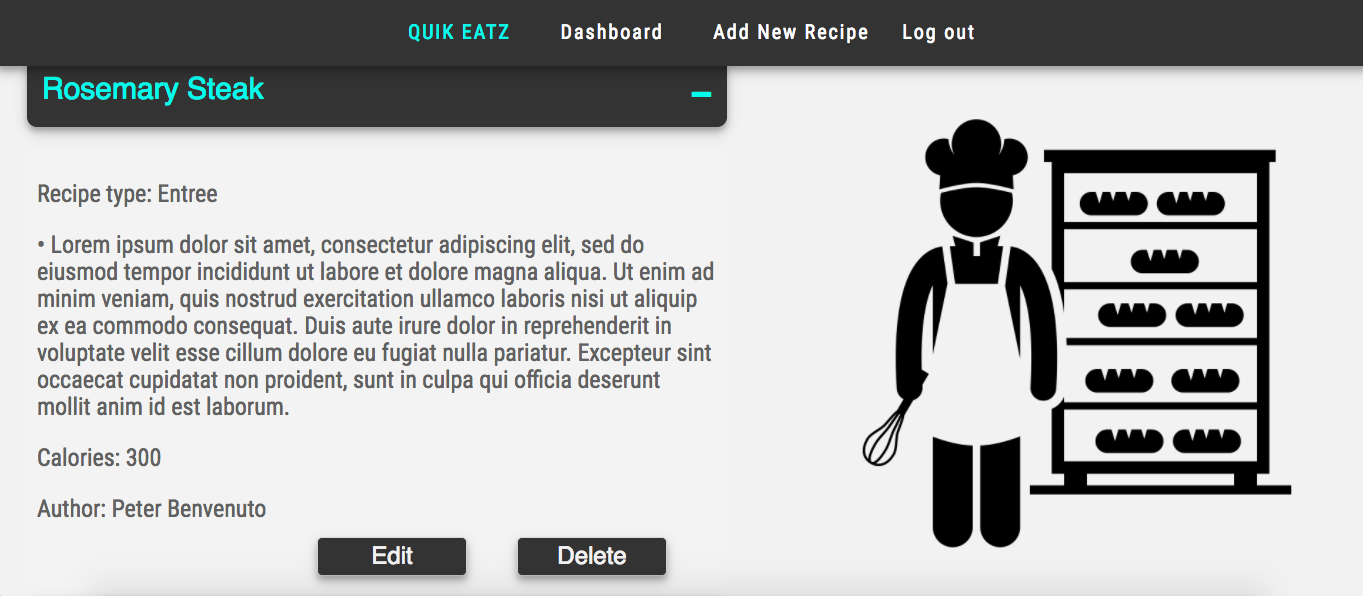 QUIK EATZ Dashboard Add New Recipe Log out
Rosemary Steak
Recipe type: Entree
• Lorem ipsum dolor sit amet, consectetur adipiscing elit, sed do
eiusmod tempor incididunt ut labore et dolore magna aliqua. Ut enim ad
minim veniam, quis nostrud exercitation ullamco laboris nisi ut aliquip
ex ea commodo consequat. Duis aute irure dolor in reprehenderit in
voluptate velit esse cillum dolore eu fugiat nulla pariatur. Excepteur sint
occaecat cupidatat non proident, sunt in culpa qui officia deserunt
mollit anim id est laborum.
Calories: 300
Author: Peter Benvenuto
Edit Delete